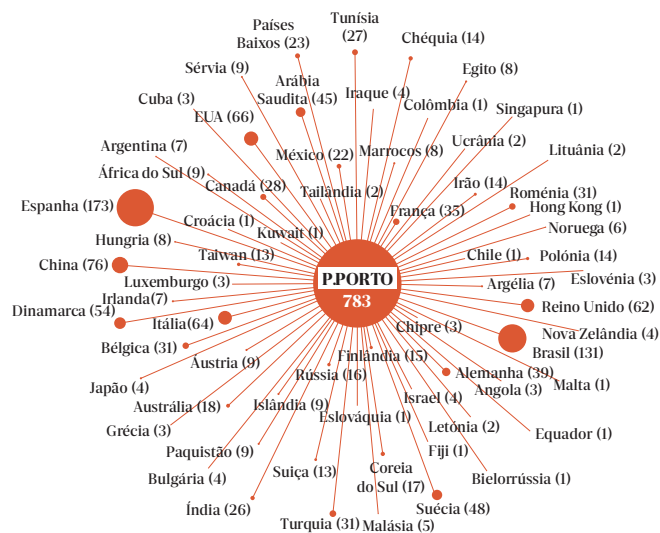 Tunísia
(27)
Países
Baixos (23)
Chéquia (14)
Sérvia (9)
Arábia
Saudita (45)
Egito (8)
Iraque (4)
Cuba (3)
Colômbia (1)
Singapura (1)
EUA (66)
Ucrânia (2)
Argentina (7)
México (22)
Marrocos (8)
Lituânia (2)
África do Sul (9)
Canadá (28)
Tailândia (2)
Irão (14)
Roménia (31)
Espanha (173)
França (35)
Hong Kong (1)
Croácia (1)
Noruega (6)
Kuwait (1)
Hungria (8)
Taiwan (13)
Chile (1)
Polónia (14)
China (76)
Eslovénia (3)
Luxemburgo (3)
P.PORTO
783
Argélia (7)
Irlanda(7)
Reino Unido (62)
Dinamarca (54)
Itália(64)
Chipre (3)
Nova Zelândia (4)
Bélgica (31)
Áustria (9)
Finlândia (15)
Brasil (131)
Rússia (16)
Alemanha (39)
Japão (4)
Angola (3)
Malta (1)
Austrália (18)
Islândia (9)
Israel (4)
Eslováquia (1)
Grécia (3)
Letónia (2)
Equador (1)
Paquistão (9)
Fiji (1)
Bulgária (4)
Suiça (13)
Coreia
do Sul (17)
Bielorrússia (1)
Índia (26)
Suécia (48)
Turquia (31)
Malásia (5)